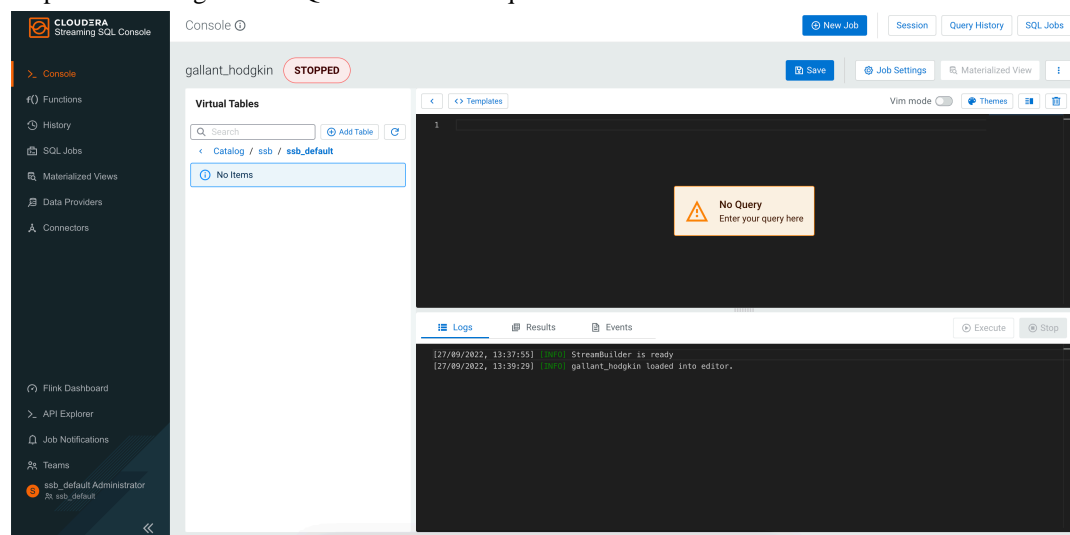 CLOUDERA
Streaming SQL Console
Console
New Job
Session
Query History
SQL Jobs
>_ Console
f() Functions
History
SQL Jobs
Materialized Views
Data Providers
Connectors
Flink Dashboard
>_ API Explorer
Job Notifications
Teams
S
ssb_default Administrator
ssb_default
gallant_hodgkin
STOPPED
Save
Job Settings
Materialized View
Virtual Tables
Search
Add Table
< Catalog / ssb / ssb_default
No Items
<
<> Templates
Vim mode
Themes
1
No Query
Enter your query here
Logs
Results
Events
Execute
Stop
[27/09/2022, 13:37:55] [INFO] StreamBuilder is ready
[27/09/2022, 13:39:29] [INFO] gallant_hodgkin loaded into editor.